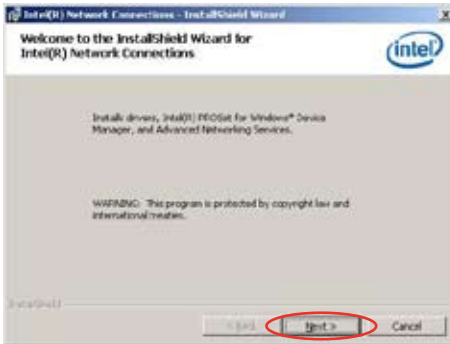 Intel(R) Network Connections - InstallShield Wizard
Welcome to the InstallShield Wizard for
Intel(R) Network Connections
intel
Installs drivers, Intel(R) PROSet for Windows* Device
Manager, and Advanced Networking Services.
WARNING: This program is protected by copyright law and
international treaties.
InstallShield
< Back
Next >
Cancel